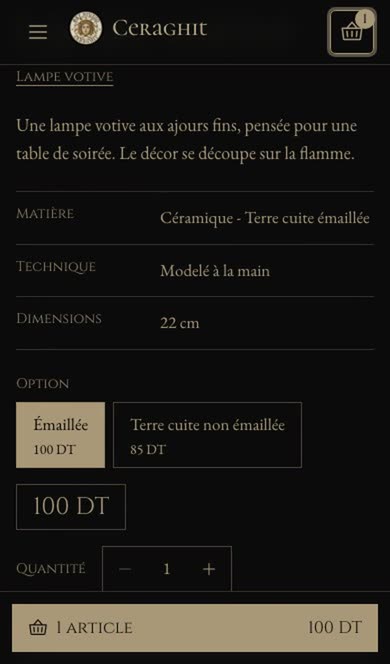 Ceraghit
1
Lampe votive
Une lampe votive aux ajours fins, pensée pour une
table de soirée. Le décor se découpe sur la flamme.
Matière
Céramique - Terre cuite émaillée
Technique
Modelé à la main
Dimensions
22 cm
Option
Émaillée
100 DT
Terre cuite non émaillée
85 DT
100 DT
Quantité
− 1 +
1 article
100 DT